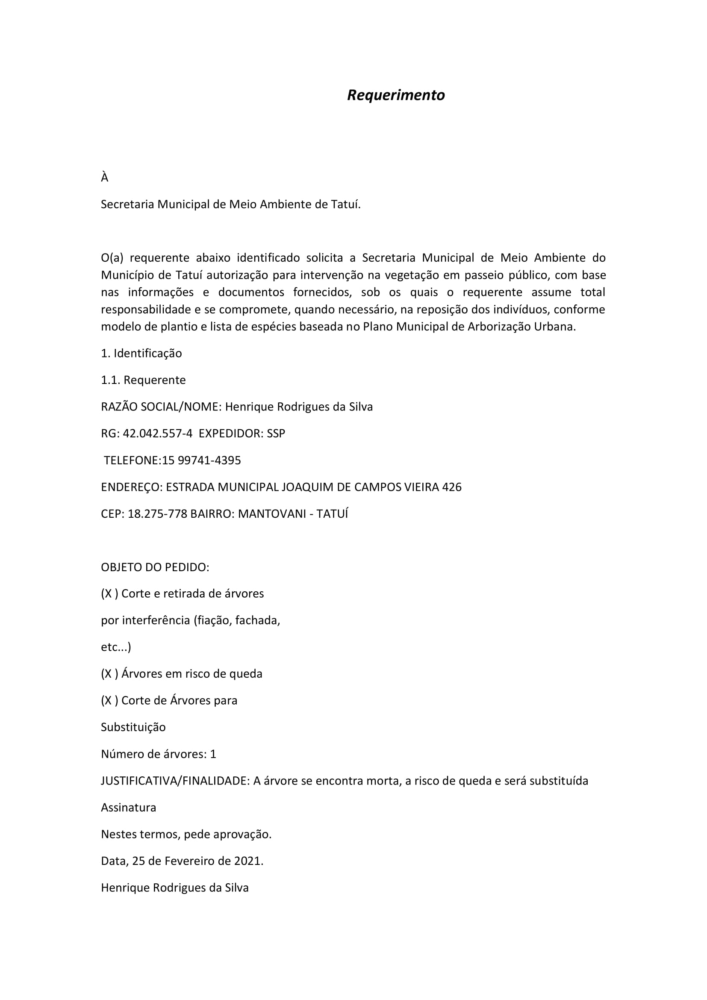 Requerimento
À
Secretaria Municipal de Meio Ambiente de Tatuí.
O(a) requerente abaixo identificado solicita a Secretaria Municipal de Meio Ambiente do
Município de Tatuí autorização para intervenção na vegetação em passeio público, com base
nas informações e documentos fornecidos, sob os quais o requerente assume total
responsabilidade e se compromete, quando necessário, na reposição dos indivíduos, conforme
modelo de plantio e lista de espécies baseada no Plano Municipal de Arborização Urbana.
1. Identificação
1.1. Requerente
RAZÃO SOCIAL/NOME: Henrique Rodrigues da Silva
RG: 42.042.557-4  EXPEDIDOR: SSP
TELEFONE:15 99741-4395
ENDEREÇO: ESTRADA MUNICIPAL JOAQUIM DE CAMPOS VIEIRA 426
CEP: 18.275-778 BAIRRO: MANTOVANI - TATUÍ
OBJETO DO PEDIDO:
(X ) Corte e retirada de árvores
por interferência (fiação, fachada,
etc...)
(X ) Árvores em risco de queda
(X ) Corte de Árvores para
Substituição
Número de árvores: 1
JUSTIFICATIVA/FINALIDADE: A árvore se encontra morta, a risco de queda e será substituída
Assinatura
Nestes termos, pede aprovação.
Data, 25 de Fevereiro de 2021.
Henrique Rodrigues da Silva